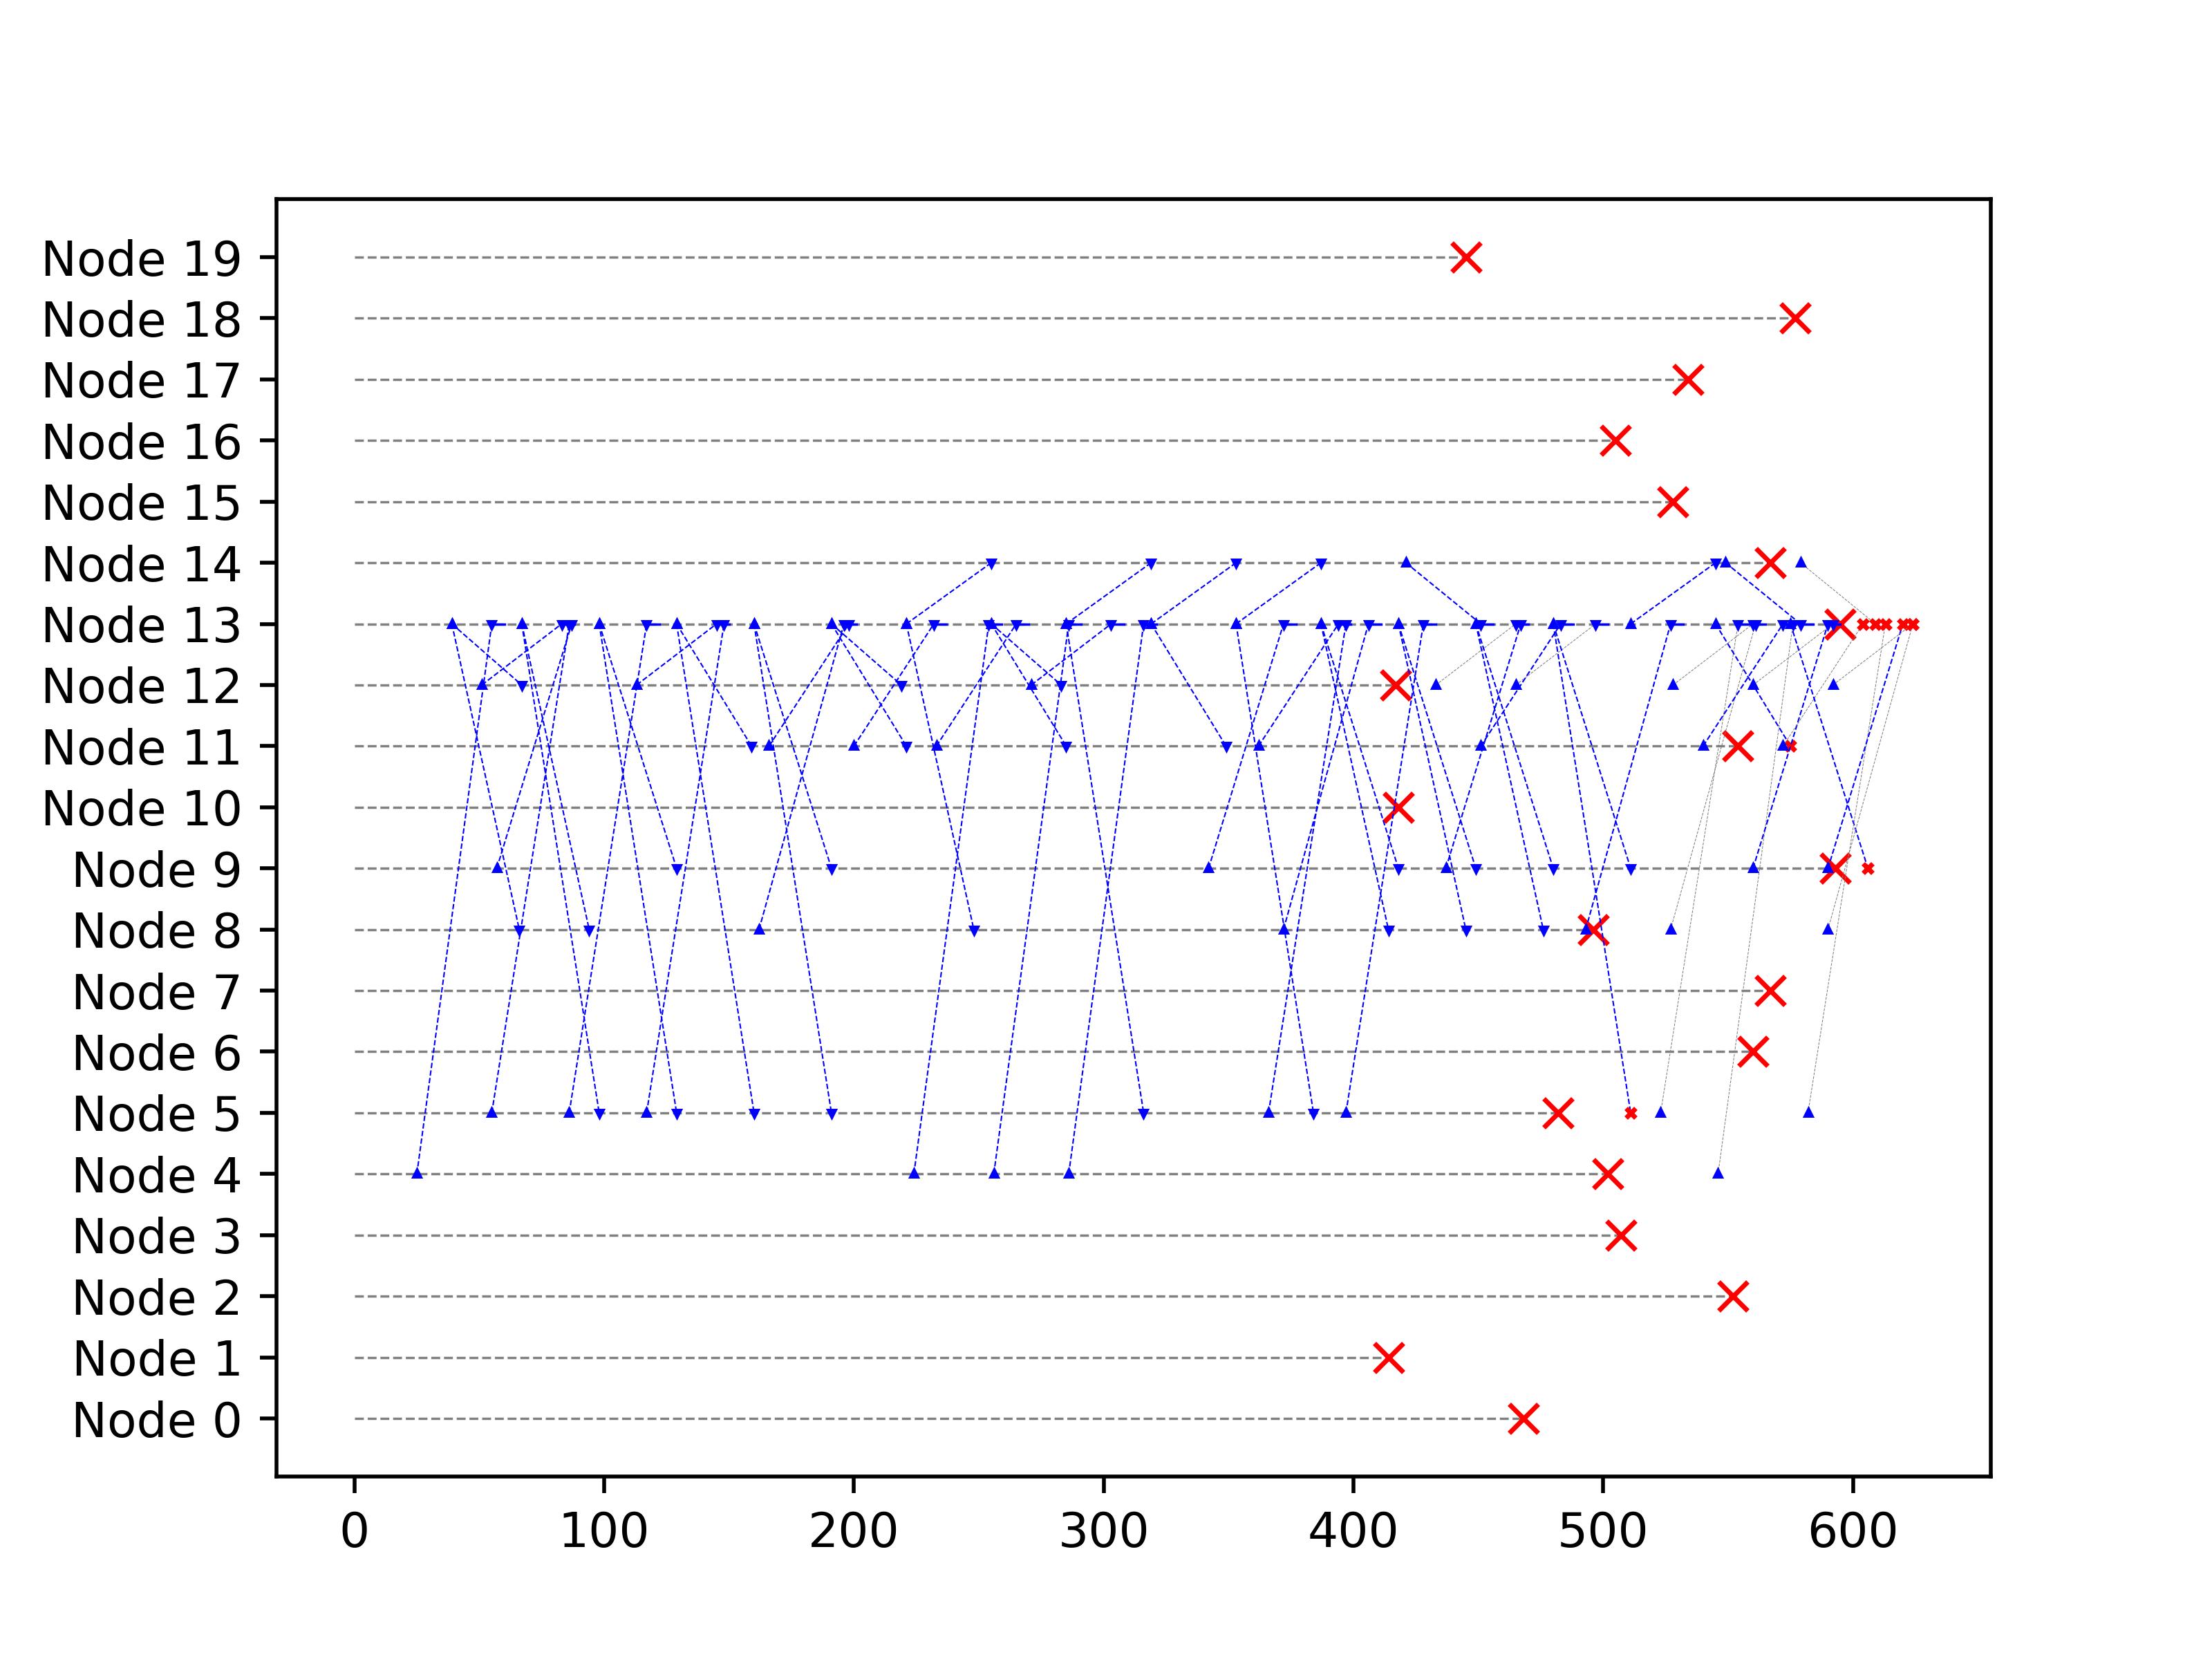 Node 19
Node 18
Node 17
Node 16
Node 15
Node 14
Node 13
Node 12
Node 11
Node 10
Node 9
Node 8
Node 7
Node 6
Node 5
Node 4
Node 3
Node 2
Node 1
Node 0
0 100 200 300 400 500 600